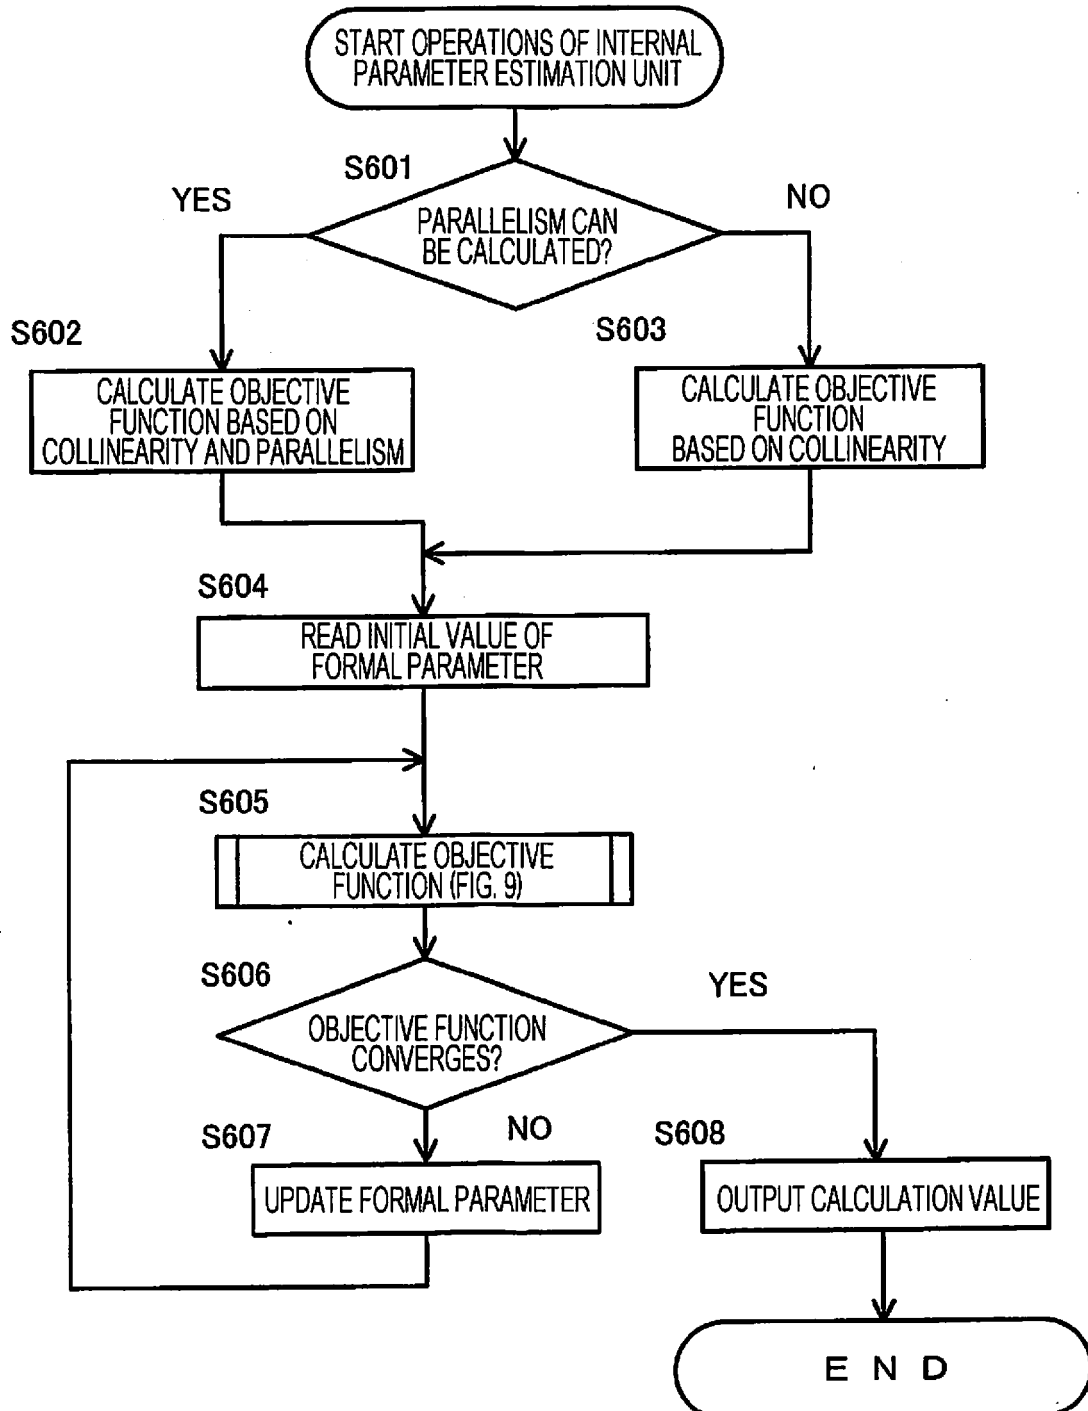 START OPERATIONS OF INTERNAL
PARAMETER ESTIMATION UNIT
S601
YES
NO
PARALLELISM CAN
BE CALCULATED?
S602
S603
CALCULATE OBJECTIVE
FUNCTION BASED ON
COLLINEARITY AND PARALLELISM
CALCULATE OBJECTIVE
FUNCTION
BASED ON COLLINEARITY
S604
READ INITIAL VALUE OF
FORMAL PARAMETER
S605
CALCULATE OBJECTIVE
FUNCTION (FIG. 9)
S606
YES
OBJECTIVE FUNCTION
CONVERGES?
S607
NO
S608
UPDATE FORMAL PARAMETER
OUTPUT CALCULATION VALUE
END